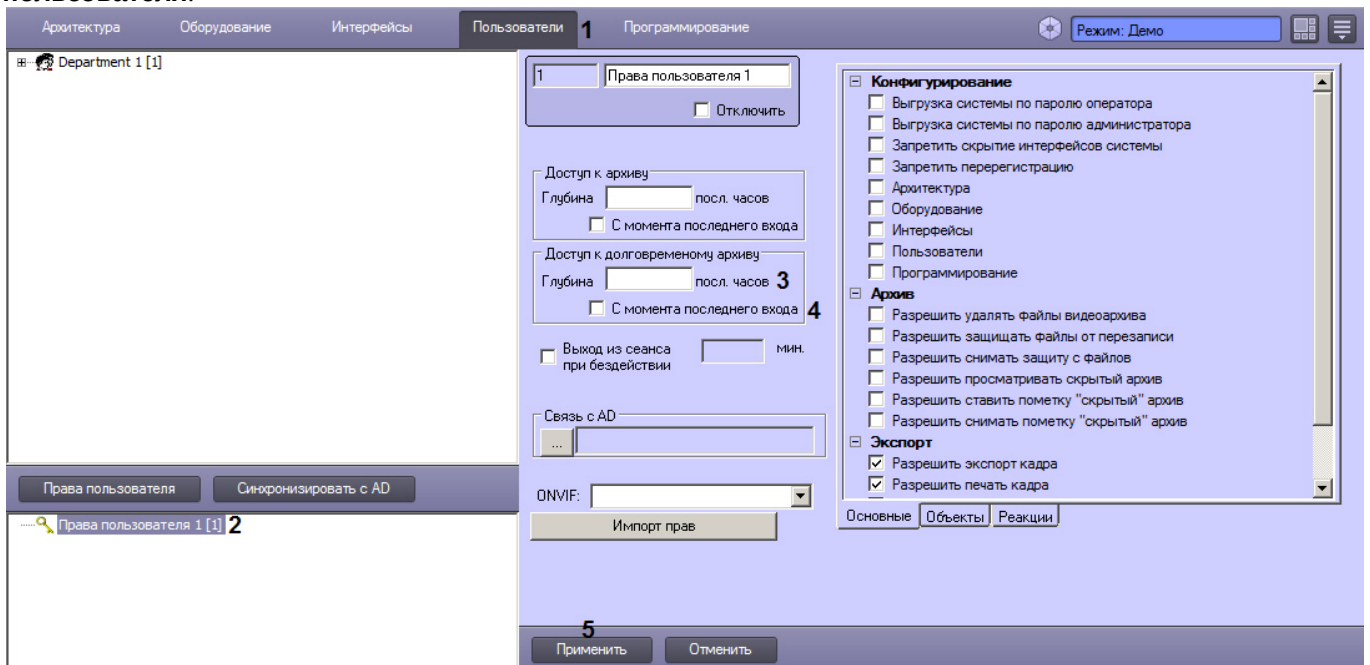 пользователи.
Архитектура Оборудование Интерфейсы Пользователи 1 Программирование Режим: Демо
Department 1 [1]
Права пользователя Синхронизировать с AD
Права пользователя 1 [1] 2
1 Права пользователя 1
Отключить
Доступ к архиву
Глубина посл. часов
С момента последнего входа
Доступ к долговременому архиву
Глубина посл. часов 3
С момента последнего входа 4
Выход из сеанса мин.
при бездействии
Связь с AD
...
ONVIF:
Импорт прав
Конфигурирование
Выгрузка системы по паролю оператора
Выгрузка системы по паролю администратора
Запретить скрытие интерфейсов системы
Запретить перерегистрацию
Архитектура
Оборудование
Интерфейсы
Пользователи
Программирование
Архив
Разрешить удалять файлы видеоархива
Разрешить защищать файлы от перезаписи
Разрешить снимать защиту с файлов
Разрешить просматривать скрытый архив
Разрешить ставить пометку "скрытый" архив
Разрешить снимать пометку "скрытый" архив
Экспорт
Разрешить экспорт кадра
Разрешить печать кадра
Основные Объекты Реакции
5
Применить Отменить